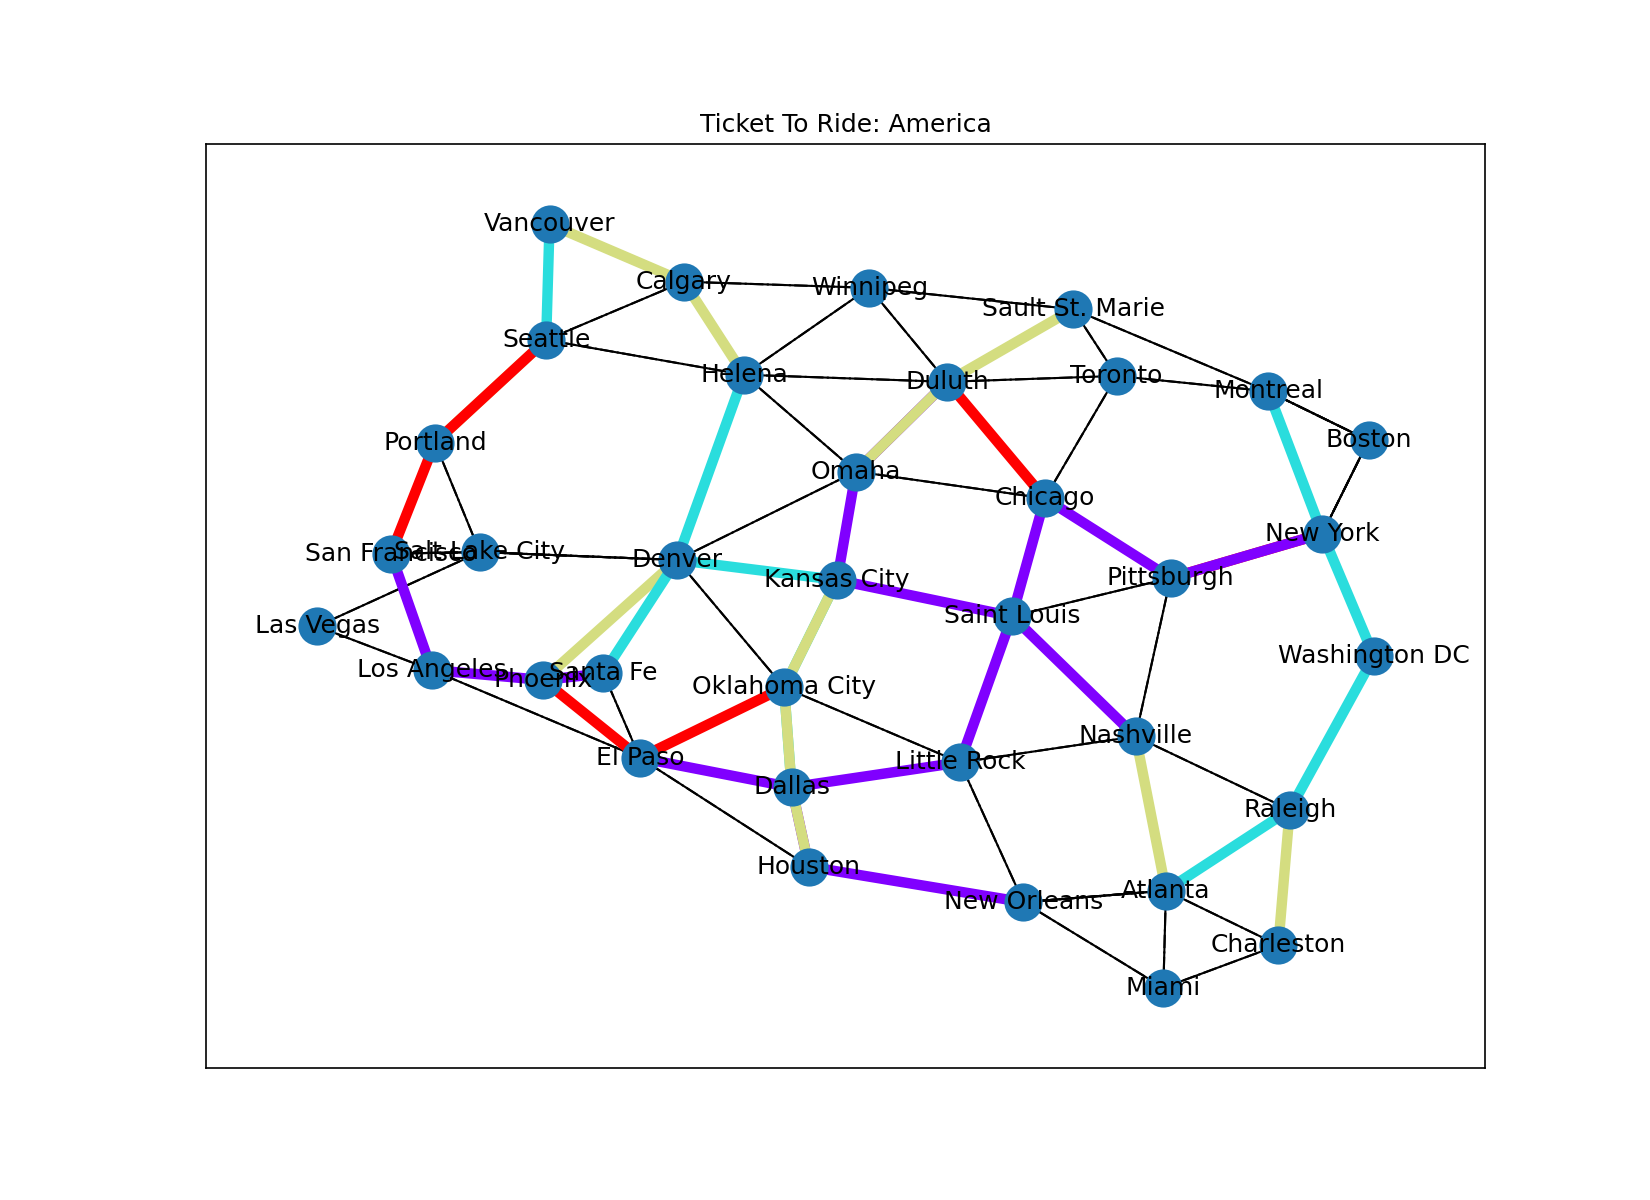 Ticket To Ride: America
Vancouver
Calgary
Winnipeg
Sault St. Marie
Seattle
Helena
Duluth
Toronto
Montreal
Boston
Portland
Omaha
Chicago
New York
San Francisco
Salt Lake City
Denver
Kansas City
Pittsburgh
Saint Louis
Las Vegas
Washington DC
Los Angeles
Phoenix
Santa Fe
Oklahoma City
Nashville
El Paso
Little Rock
Dallas
Raleigh
Houston
New Orleans
Atlanta
Charleston
Miami